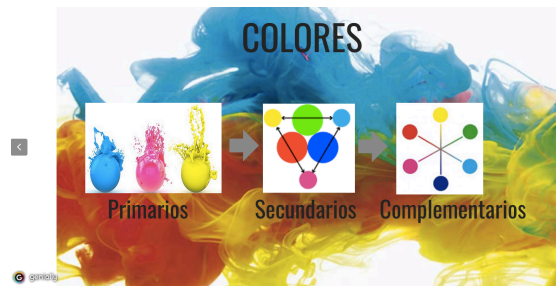 COLORES
Primarios
Secundarios
Complementarios
genially